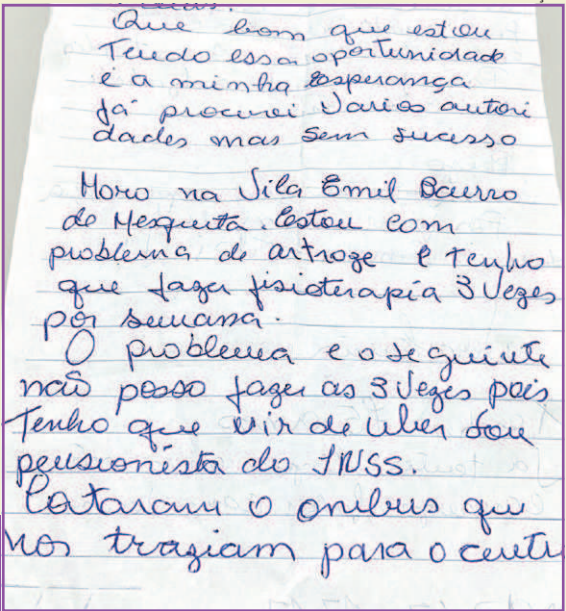 Que bom que estou
Tendo essa oportunidade
e a minha Esperança
Já procurei Varios autori
dades mas sem sucesso
Moro na Vila Emil Bairro
de Mesquita. Estou com
problema de artroze e Tenho
que fazer fisioterapia 3 Vezes
por semana.
O problema e o seguinte
não posso fazer as 3 Vezes pois
Tenho que vir de uber sou
pensionista do INSS.
Cataram o onibus que
nos traziam para o cent